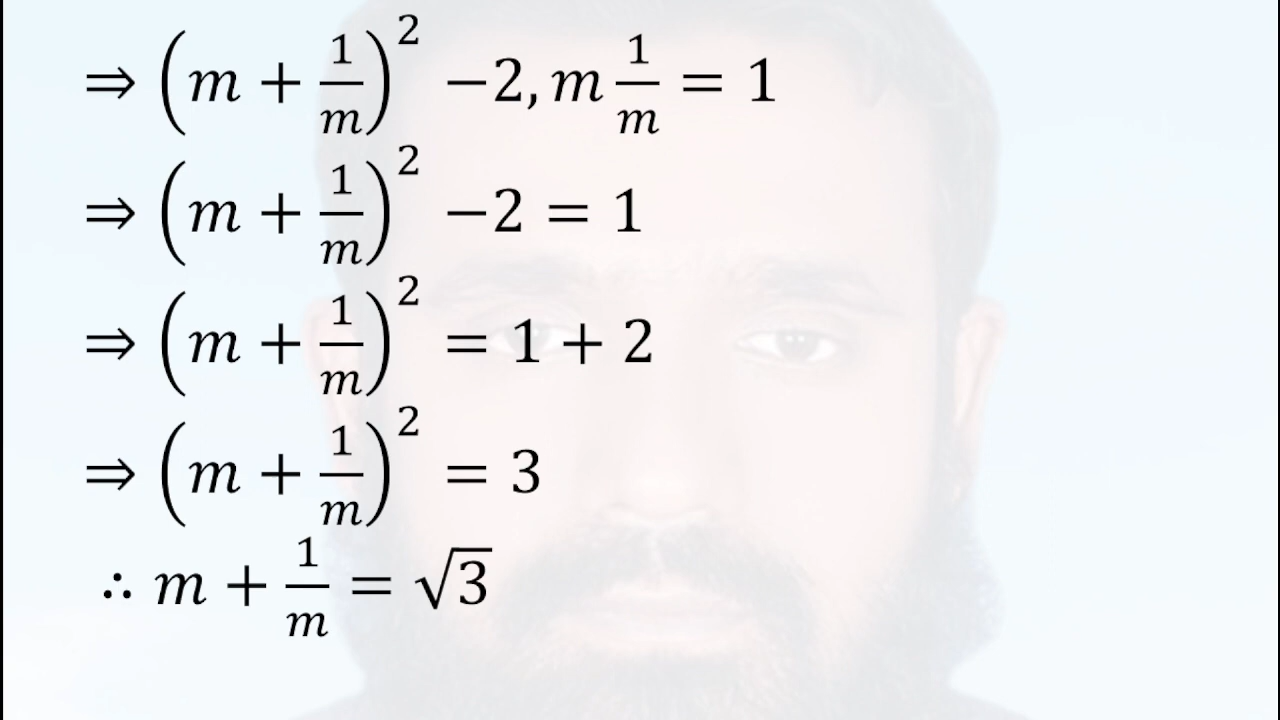 ⇒ (m + 1/m)² −2, m 1/m = 1
⇒ (m + 1/m)² −2 = 1
⇒ (m + 1/m)² = 1 + 2
⇒ (m + 1/m)² = 3
∴ m + 1/m = √3